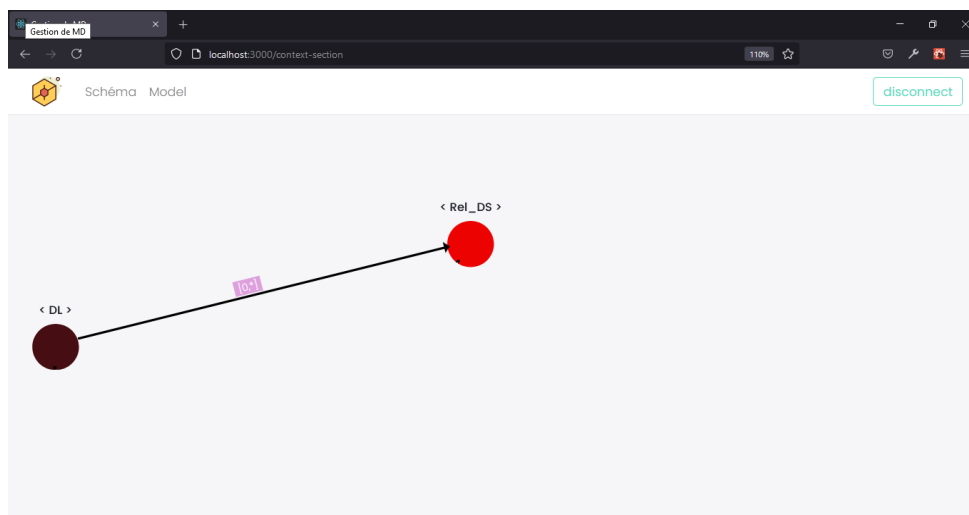 Gestion de MD
localhost:3000/context-section
110%
Schéma Model
disconnect
< Rel_DS >
[0,*]
< DL >